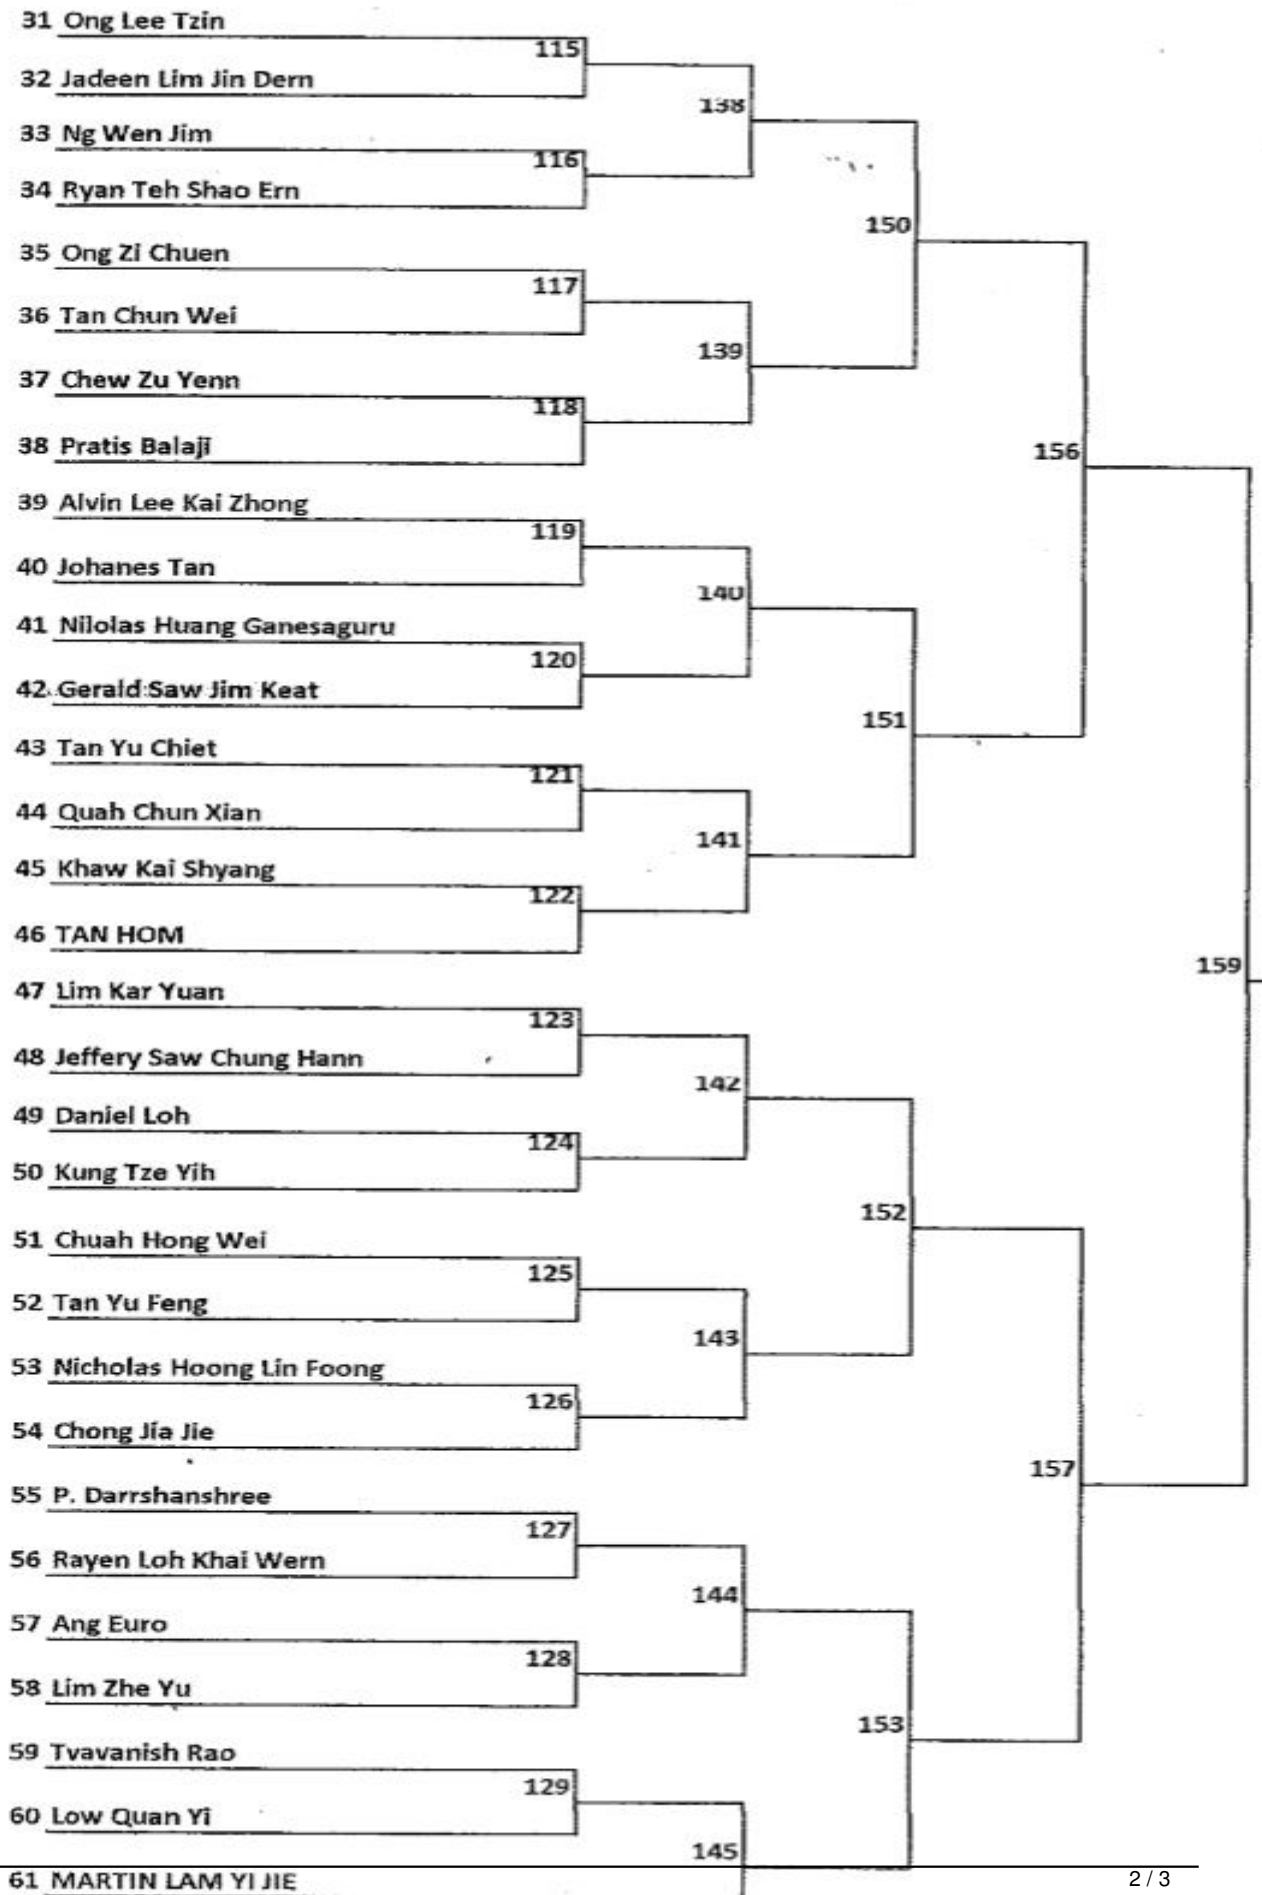 31 Ong Lee Tzin
115
32 Jadeen Lim Jin Dern
138
33 Ng Wen Jim
116
34 Ryan Teh Shao Ern
150
35 Ong Zi Chuen
117
36 Tan Chun Wei
139
37 Chew Zu Yenn
118
38 Pratis Balaji
156
39 Alvin Lee Kai Zhong
119
40 Johanes Tan
140
41 Nilolas Huang Ganesaguru
120
42 Gerald Saw Jim Keat
151
43 Tan Yu Chiet
121
44 Quah Chun Xian
141
45 Khaw Kai Shyang
122
46 TAN HOM
159
47 Lim Kar Yuan
123
48 Jeffery Saw Chung Hann
142
49 Daniel Loh
124
50 Kung Tze Yih
152
51 Chuah Hong Wei
125
52 Tan Yu Feng
143
53 Nicholas Hoong Lin Foong
126
54 Chong Jia Jie
157
55 P. Darrshanshree
127
56 Rayen Loh Khai Wern
144
57 Ang Euro
128
58 Lim Zhe Yu
153
59 Tvavanish Rao
129
60 Low Quan Yi
145
61 MARTIN LAM YI JIE
2 / 3